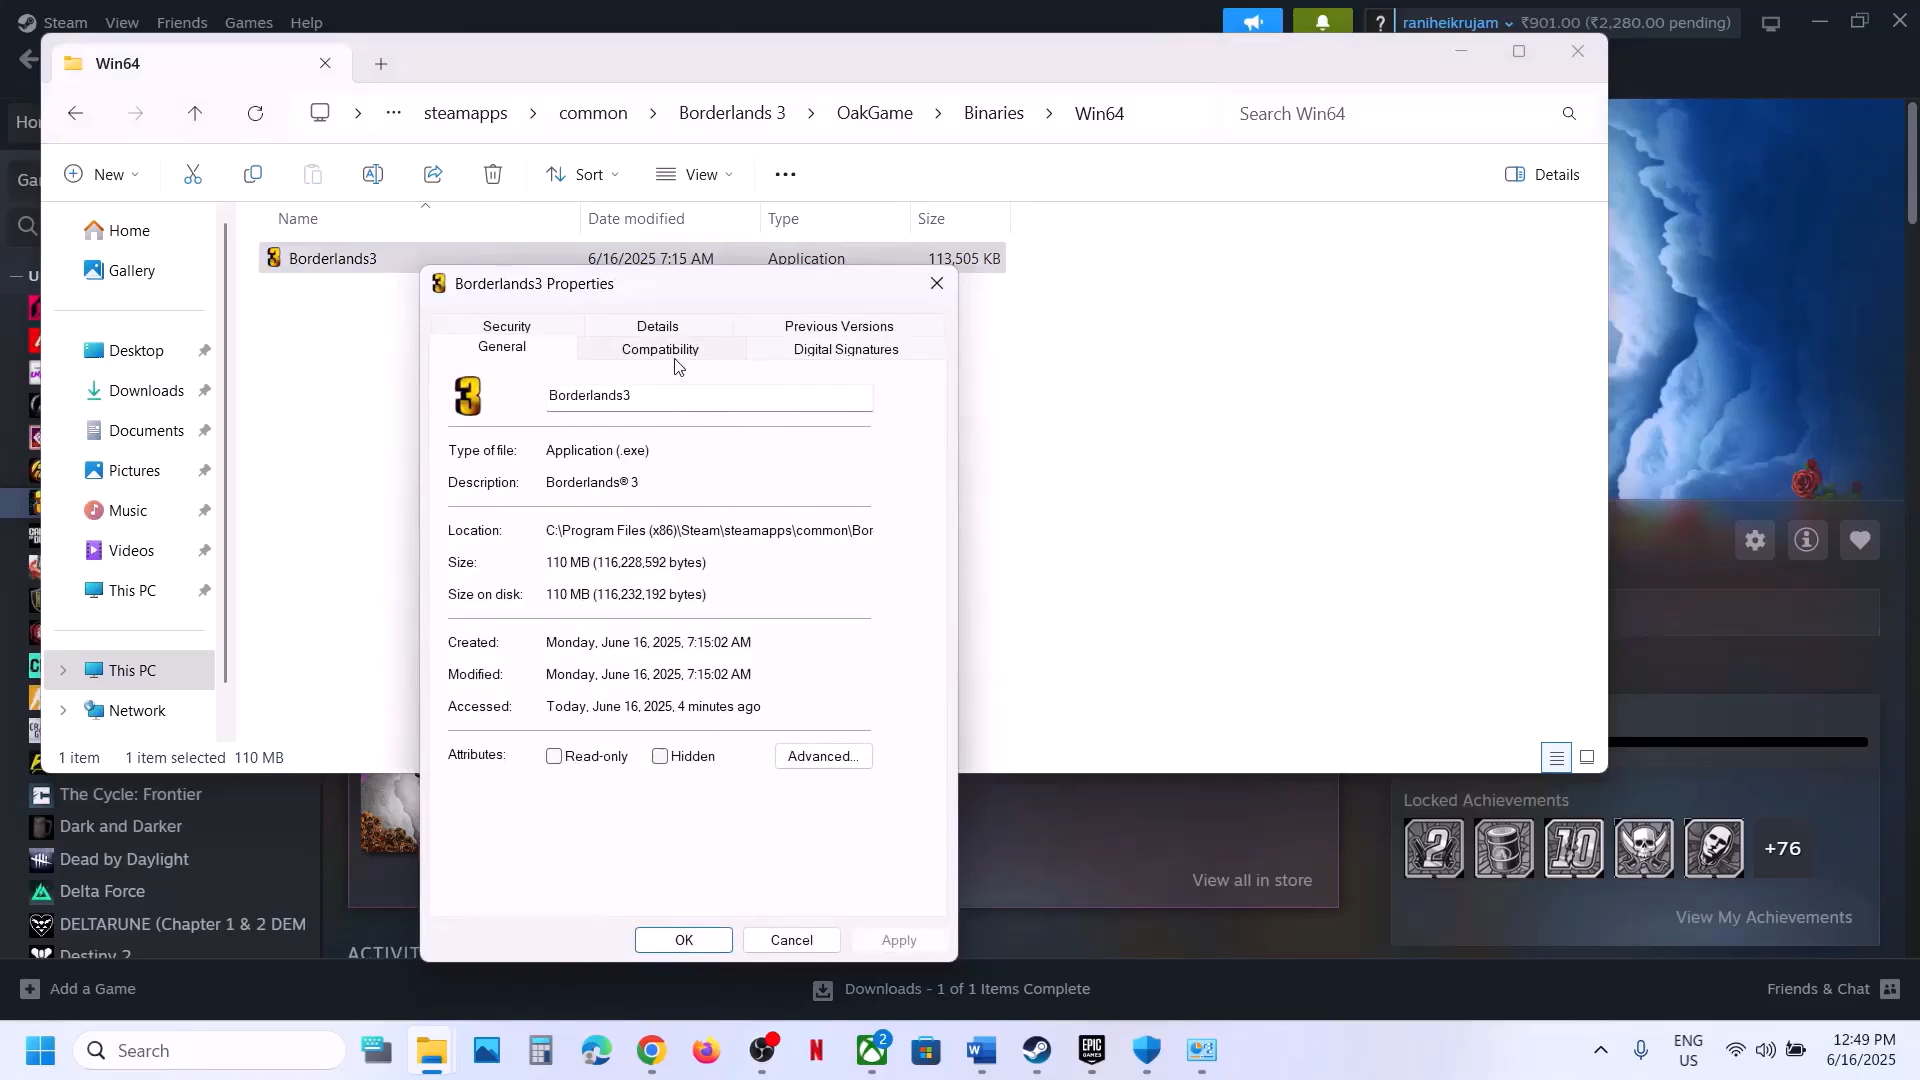 Steam View Friends Games Help
? raniheikrujam ₹901.00 (₹2,280.00 pending)
Win64
steamapps > common > Borderlands 3 > OakGame > Binaries > Win64
Search Win64
New Sort View ••• Details
Name Date modified Type Size
Borderlands3 6/16/2025 7:15 AM Application 113,505 KB
Home
Gallery
Desktop
Downloads
Documents
Pictures
Music
Videos
This PC
This PC
Network
1 item 1 item selected 110 MB
Borderlands3 Properties
Security Details Previous Versions
General Compatibility Digital Signatures
Borderlands3
Type of file: Application (.exe)
Description: Borderlands® 3
Location: C:\Program Files (x86)\Steam\steamapps\common\Bor
Size: 110 MB (116,228,592 bytes)
Size on disk: 110 MB (116,232,192 bytes)
Created: Monday, June 16, 2025, 7:15:02 AM
Modified: Monday, June 16, 2025, 7:15:02 AM
Accessed: Today, June 16, 2025, 4 minutes ago
Attributes: Read-only Hidden Advanced...
OK Cancel Apply
The Cycle: Frontier
Dark and Darker
Dead by Daylight
Delta Force
DELTARUNE (Chapter 1 & 2 DEM
Destiny 2
View all in store
Locked Achievements
+76
View My Achievements
Add a Game
Downloads - 1 of 1 Items Complete
Friends & Chat
Search
2
ENG
US
12:49 PM
6/16/2025